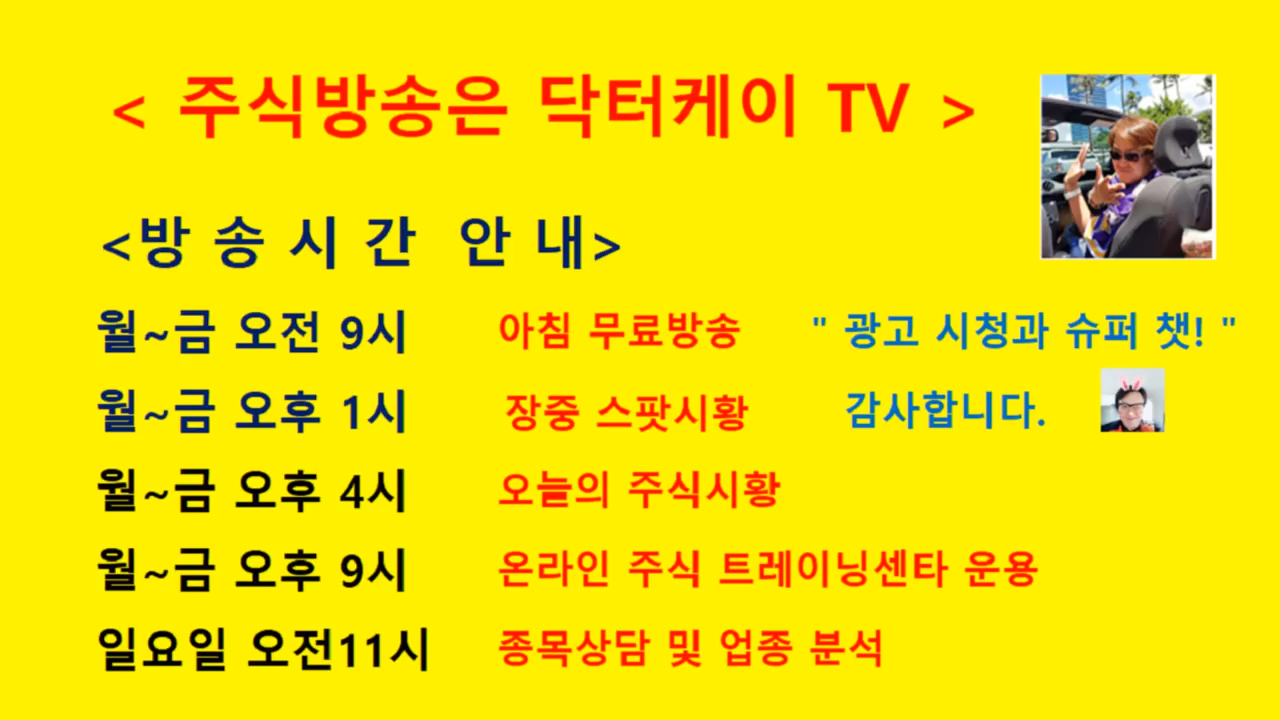 < 주식방송은 닥터케이 TV >
<방 송 시 간 안 내>
월~금 오전 9시 아침 무료방송 " 광고 시청과 슈퍼 챗! "
월~금 오후 1시 장중 스팟시황 감사합니다.
월~금 오후 4시 오늘의 주식시황
월~금 오후 9시 온라인 주식 트레이닝센타 운용
일요일 오전11시 종목상담 및 업종 분석